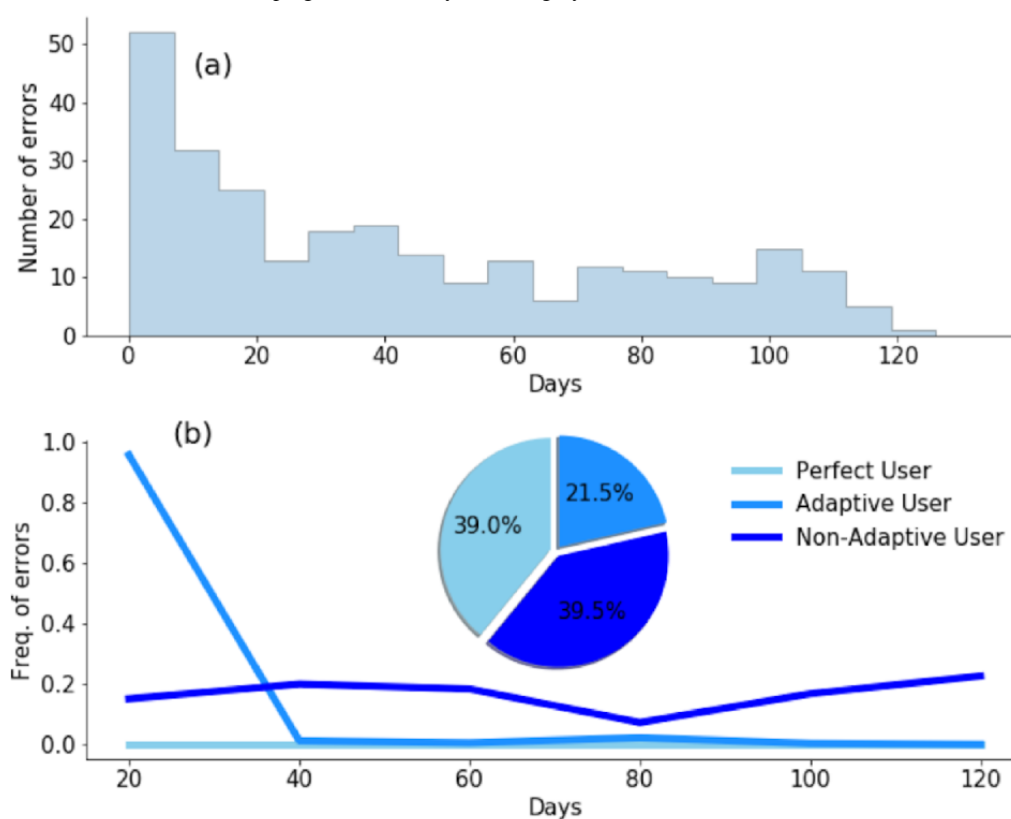 (a)
Number of errors
50
40
30
20
10
0
0 20 40 60 80 100 120
Days
(b)
Freq. of errors
1.0
0.8
0.6
0.4
0.2
0.0
39.0%
21.5%
39.5%
Perfect User
Adaptive User
Non-Adaptive User
20 40 60 80 100 120
Days